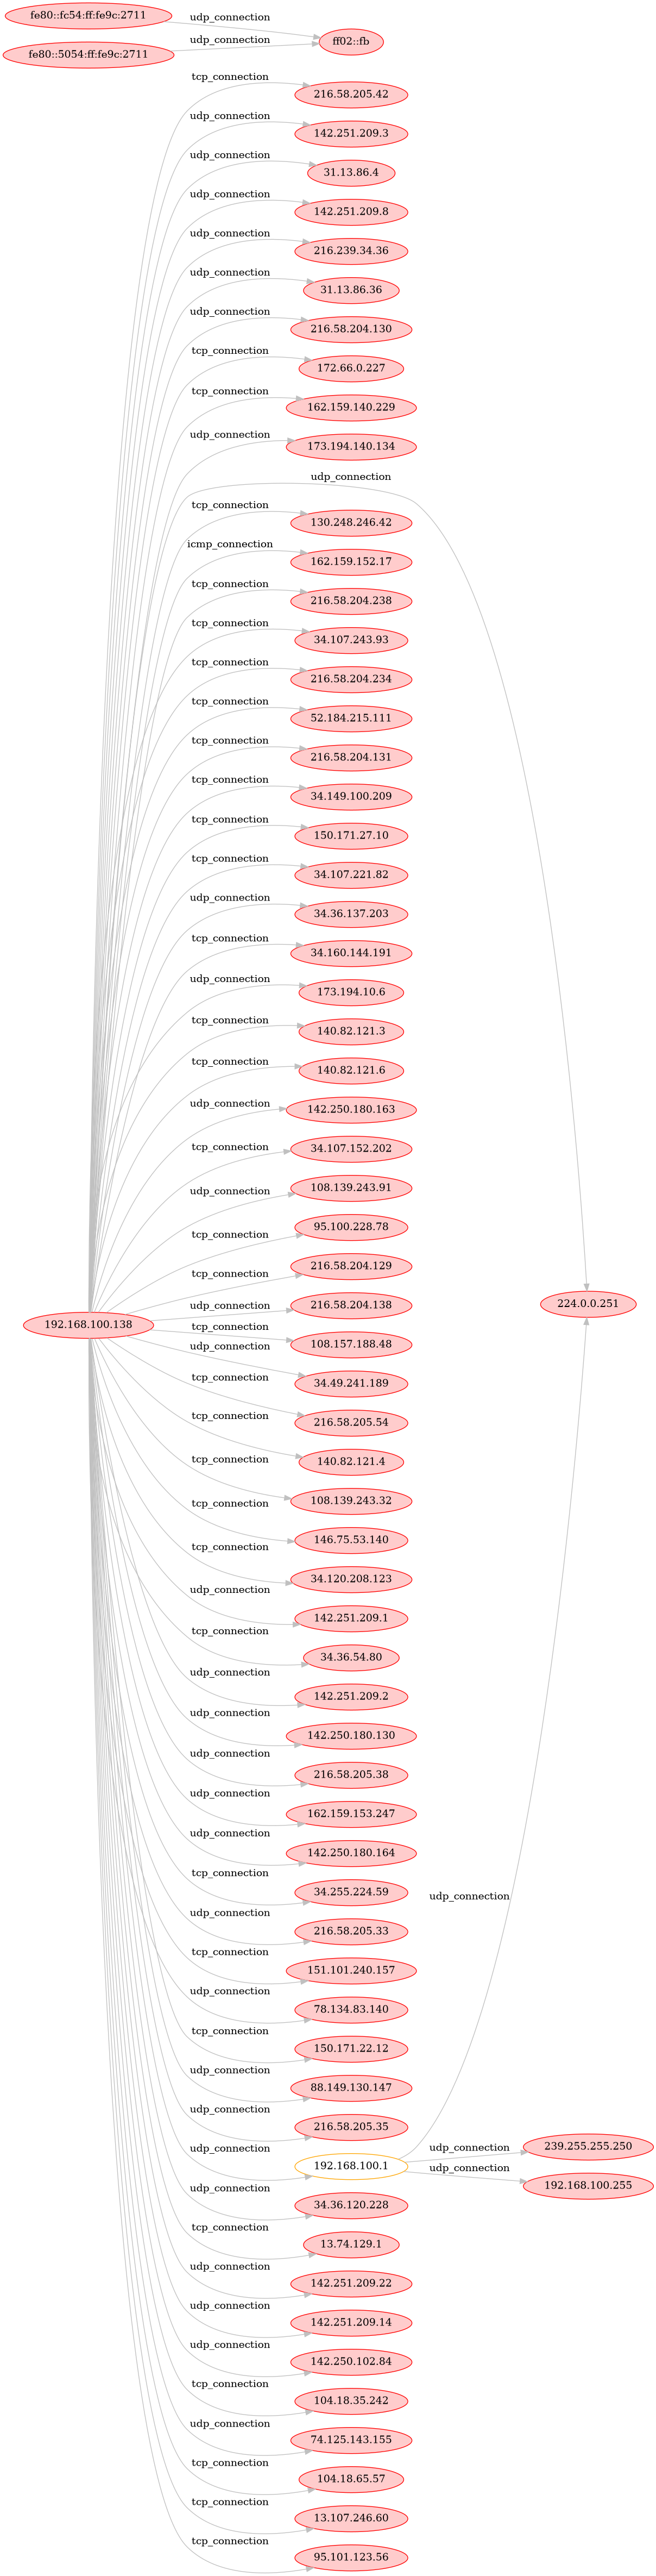 fe80::fc54:ff:fe9c:2711
udp_connection
ff02::fb
udp_connection
fe80::5054:ff:fe9c:2711
tcp_connection
216.58.205.42
udp_connection
142.251.209.3
udp_connection
31.13.86.4
udp_connection
142.251.209.8
udp_connection
216.239.34.36
udp_connection
31.13.86.36
udp_connection
216.58.204.130
tcp_connection
172.66.0.227
tcp_connection
162.159.140.229
udp_connection
173.194.140.134
udp_connection
tcp_connection
130.248.246.42
icmp_connection
162.159.152.17
tcp_connection
216.58.204.238
tcp_connection
34.107.243.93
tcp_connection
216.58.204.234
tcp_connection
52.184.215.111
tcp_connection
216.58.204.131
tcp_connection
34.149.100.209
tcp_connection
150.171.27.10
tcp_connection
34.107.221.82
udp_connection
34.36.137.203
tcp_connection
34.160.144.191
udp_connection
173.194.10.6
tcp_connection
140.82.121.3
tcp_connection
140.82.121.6
udp_connection
142.250.180.163
tcp_connection
34.107.152.202
udp_connection
108.139.243.91
tcp_connection
95.100.228.78
tcp_connection
216.58.204.129
udp_connection
216.58.204.138
224.0.0.251
192.168.100.138
tcp_connection
108.157.188.48
udp_connection
34.49.241.189
tcp_connection
216.58.205.54
tcp_connection
140.82.121.4
tcp_connection
108.139.243.32
tcp_connection
146.75.53.140
tcp_connection
34.120.208.123
udp_connection
142.251.209.1
tcp_connection
34.36.54.80
udp_connection
142.251.209.2
udp_connection
142.250.180.130
udp_connection
216.58.205.38
udp_connection
162.159.153.247
udp_connection
142.250.180.164
tcp_connection
34.255.224.59
udp_connection
udp_connection
216.58.205.33
tcp_connection
151.101.240.157
udp_connection
78.134.83.140
tcp_connection
150.171.22.12
udp_connection
88.149.130.147
udp_connection
216.58.205.35
udp_connection
192.168.100.1
udp_connection
239.255.255.250
udp_connection
192.168.100.255
udp_connection
34.36.120.228
tcp_connection
13.74.129.1
udp_connection
142.251.209.22
udp_connection
142.251.209.14
udp_connection
142.250.102.84
tcp_connection
104.18.35.242
udp_connection
74.125.143.155
tcp_connection
104.18.65.57
tcp_connection
13.107.246.60
tcp_connection
95.101.123.56